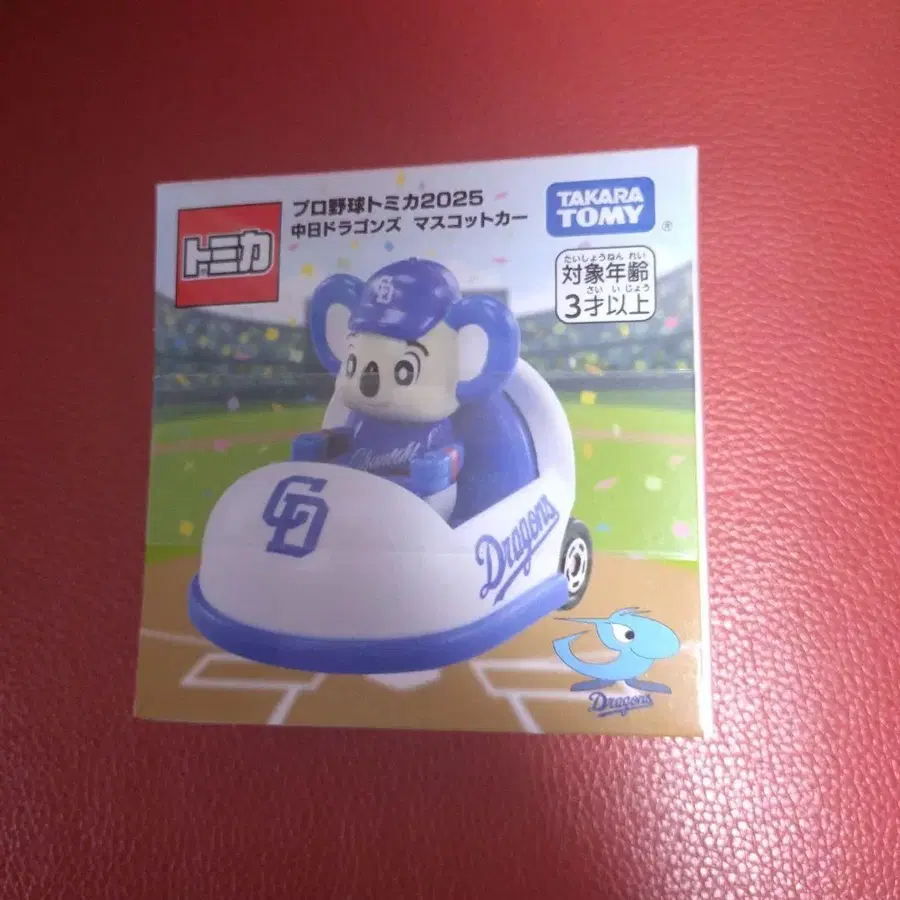 プロ野球トミカ2025
中日ドラゴンズ マスコットカー
トミカ
TAKARA
TOMY
®
たいしょうねんれい
対象年齢
さいいじょう
3才以上
CD
CD
Dragons
Dragons